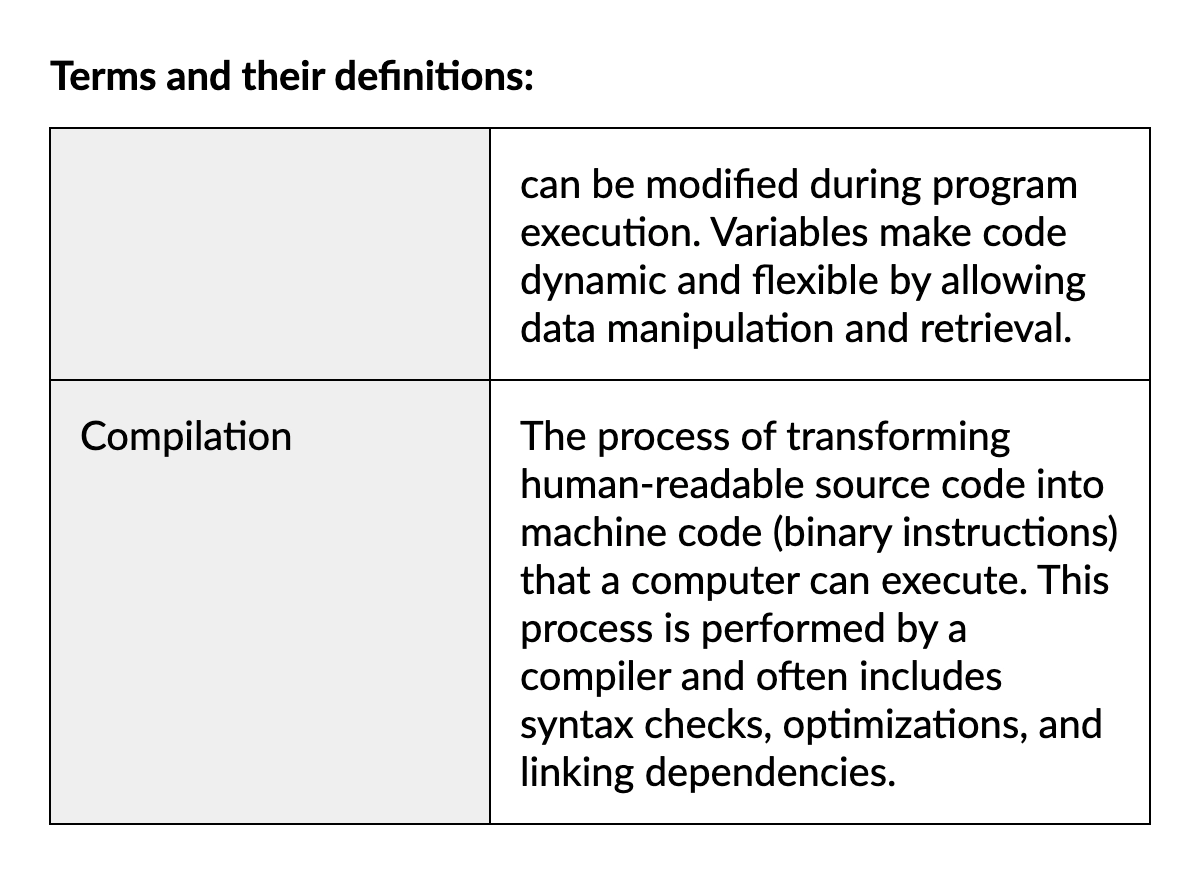 Terms and their definitions:
can be modified during program
execution. Variables make code
dynamic and flexible by allowing
data manipulation and retrieval.
Compilation
The process of transforming
human-readable source code into
machine code (binary instructions)
that a computer can execute. This
process is performed by a
compiler and often includes
syntax checks, optimizations, and
linking dependencies.